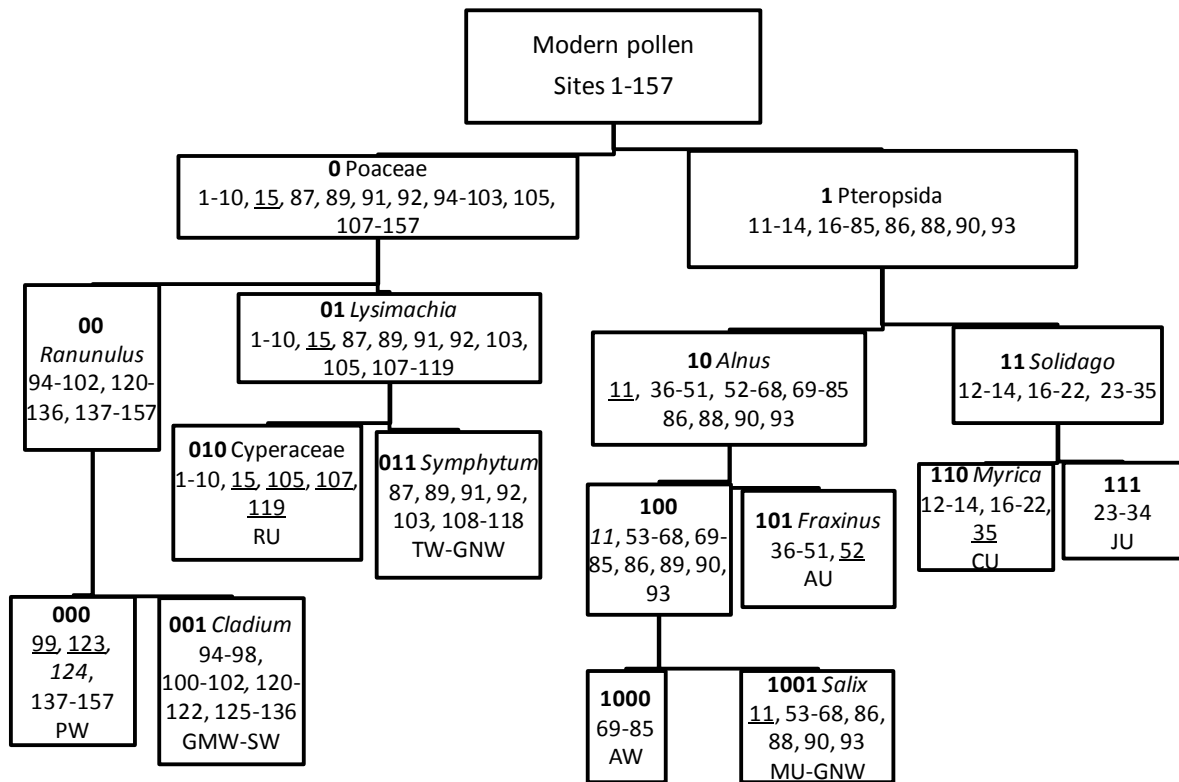 Modern pollen
Sites 1-157
0 Poaceae
1-10, 15, 87, 89, 91, 92, 94-103, 105,
107-157
1 Pteropsida
11-14, 16-85, 86, 88, 90, 93
00
Ranunulus
94-102, 120-
136, 137-157
01 Lysimachia
1-10, 15, 87, 89, 91, 92, 103,
105, 107-119
10 Alnus
11, 36-51, 52-68, 69-85
86, 88, 90, 93
11 Solidago
12-14, 16-22, 23-35
010 Cyperaceae
1-10, 15, 105, 107,
119
RU
011 Symphytum
87, 89, 91, 92,
103, 108-118
TW-GNW
100
11, 53-68, 69-
85, 86, 89, 90,
93
101 Fraxinus
36-51, 52
AU
110 Myrica
12-14, 16-22,
35
CU
111
23-34
JU
000
99, 123,
124,
137-157
PW
001 Cladium
94-98,
100-102, 120-
122, 125-136
GMW-SW
1000
69-85
AW
1001 Salix
11, 53-68, 86,
88, 90, 93
MU-GNW